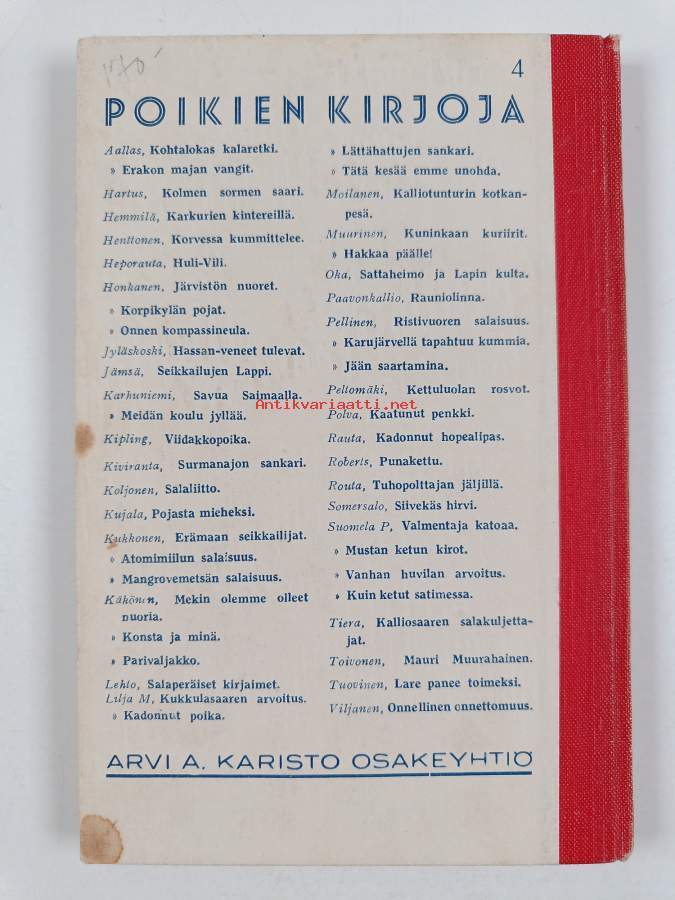 4
POIKIEN KIRJOJA
Aallas, Kohtalokas kalaretki.
» Erakon majan vangit.
Hartus, Kolmen sormen saari.
Hemmilä, Karkurien kintereillä.
Henttonen, Korvessa kummittelee.
Heporauta, Huli-Vili.
Honkanen, Järvistön nuoret.
» Korpikylän pojat.
» Onnen kompassineula.
Jyläskoski, Hassan-veneet tulevat.
Jämsä, Seikkailujen Lappi.
Karhuniemi, Savua Saimaalla.
» Meidän koulu jyllää.
Kipling, Viidakkopoika.
Kiviranta, Surmanajon sankari.
Koljonen, Salaliitto.
Kujala, Pojasta mieheksi.
Kukkonen, Erämaan seikkailijat.
» Atomimiilun salaisuus.
» Mangrovemetsän salaisuus.
Käkönen, Mekin olemme olleet
nuoria.
» Konsta ja minä.
» Parivaljakko.
Lehto, Salaperäiset kirjaimet.
Lilja M, Kukkulasaaren arvoitus.
» Kadonnut poika.
» Lättähattujen sankari.
» Tätä kesää emme unohda.
Moilanen, Kalliotunturin kotkan-
pesä.
Muurinen, Kuninkaan kuriirit.
» Hakkaa päälle!
Oka, Sattaheimo ja Lapin kulta.
Paavonkallio, Rauniolinna.
Pellinen, Ristivuoren salaisuus.
» Karujärvellä tapahtuu kummia.
» Jään saartamina.
Peltomäki, Kettuluolan rosvot.
Polva, Kaatunut penkki.
Rauta, Kadonnut hopealipas.
Roberts, Punakettu.
Routa, Tuhopolttajan jäljillä.
Somersalo, Siivekäs hirvi.
Suomela P, Valmentaja katoaa.
» Mustan ketun kirot.
» Vanhan huvilan arvoitus.
» Kuin ketut satimessa.
Tiera, Kalliosaaren salakuljetta-
jat.
Toivonen, Mauri Muurahainen.
Tuovinen, Lare panee toimeksi.
Viljanen, Onnellinen onnettomuus.
Antikvariaatti.net
ARVI A. KARISTO OSAKEYHTIÖ